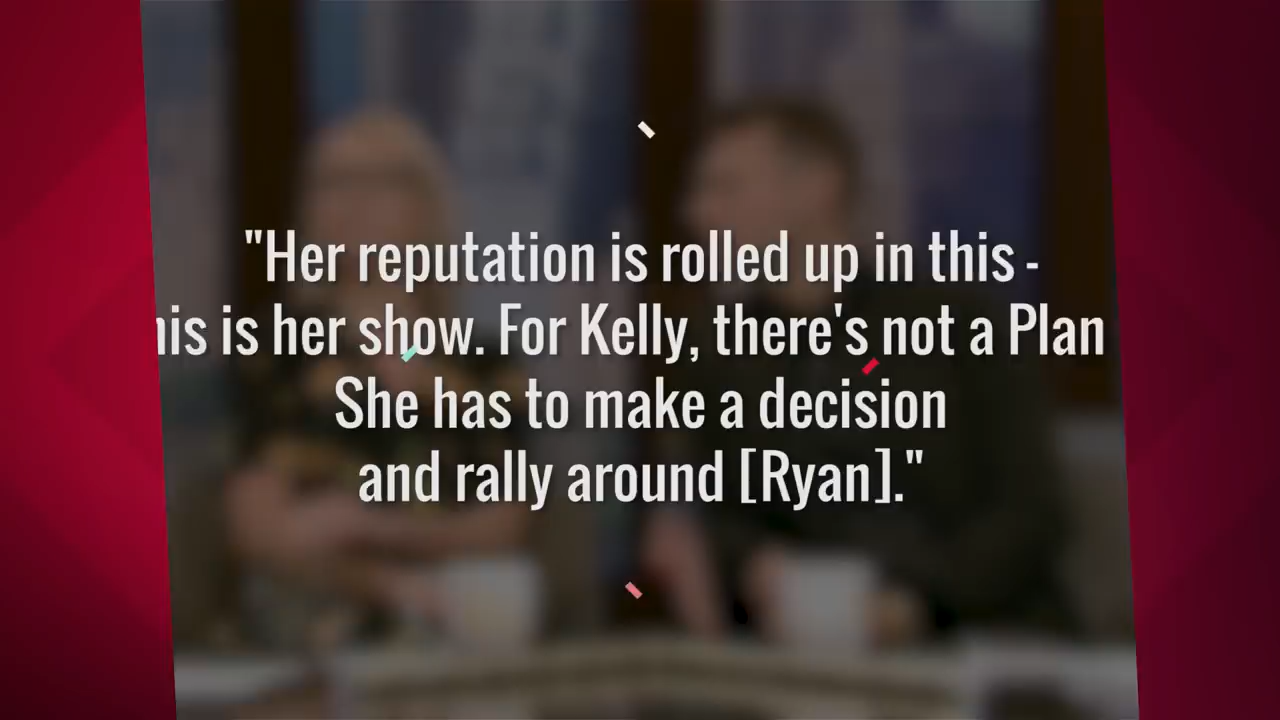 "Her reputation is rolled up in this -
his is her show. For Kelly, there's not a Plan
She has to make a decision
and rally around [Ryan]."